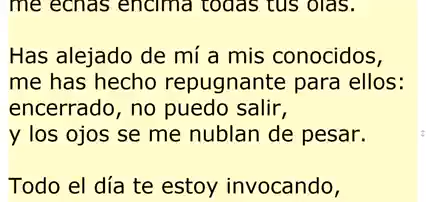 me echas encima todas tus olas.
Has alejado de mí a mis conocidos,
me has hecho repugnante para ellos:
encerrado, no puedo salir,
y los ojos se me nublan de pesar.
Todo el día te estoy invocando,